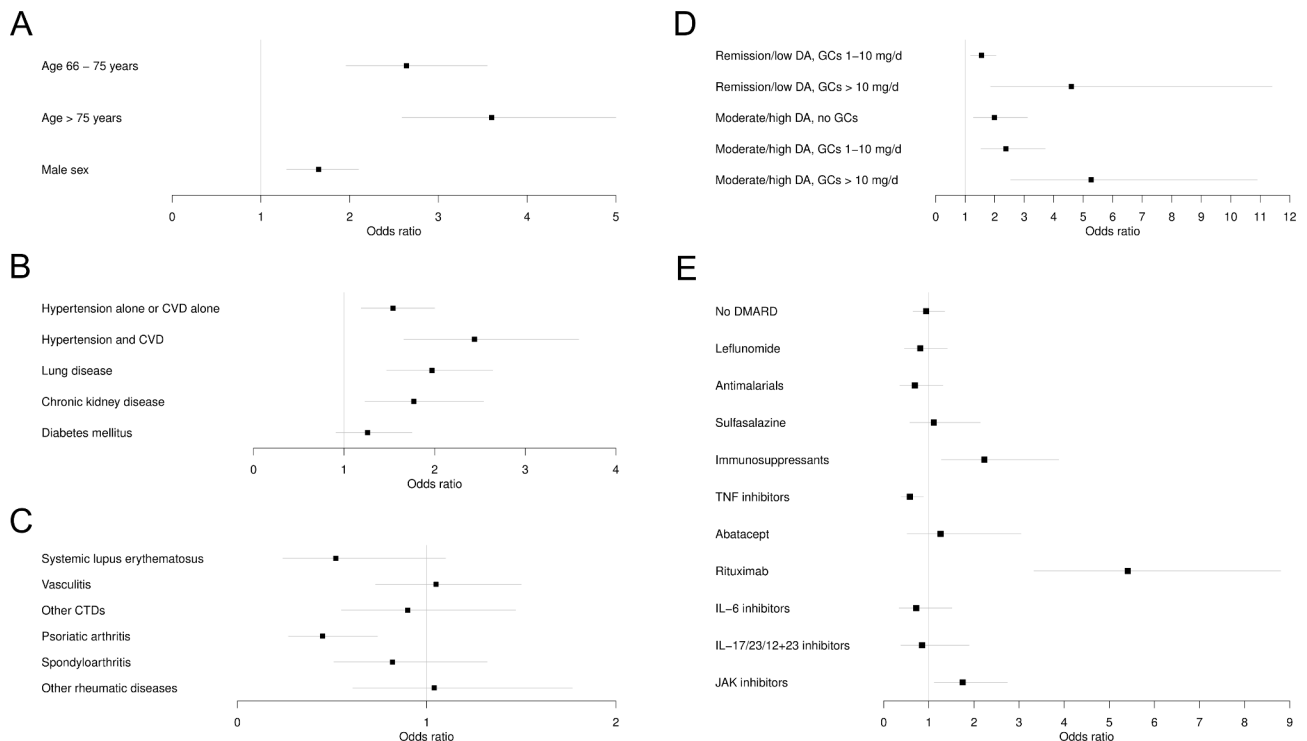 A
Age 66 − 75 years
Age > 75 years
Male sex
0 1 2 3 4 5
Odds ratio
B
Hypertension alone or CVD alone
Hypertension and CVD
Lung disease
Chronic kidney disease
Diabetes mellitus
0 1 2 3 4
Odds ratio
C
Systemic lupus erythematosus
Vasculitis
Other CTDs
Psoriatic arthritis
Spondyloarthritis
Other rheumatic diseases
0 1 2
Odds ratio
D
Remission/low DA, GCs 1−10 mg/d
Remission/low DA, GCs > 10 mg/d
Moderate/high DA, no GCs
Moderate/high DA, GCs 1−10 mg/d
Moderate/high DA, GCs > 10 mg/d
0 1 2 3 4 5 6 7 8 9 10 11 12
Odds ratio
E
No DMARD
Leflunomide
Antimalarials
Sulfasalazine
Immunosuppressants
TNF inhibitors
Abatacept
Rituximab
IL−6 inhibitors
IL−17/23/12+23 inhibitors
JAK inhibitors
0 1 2 3 4 5 6 7 8 9
Odds ratio